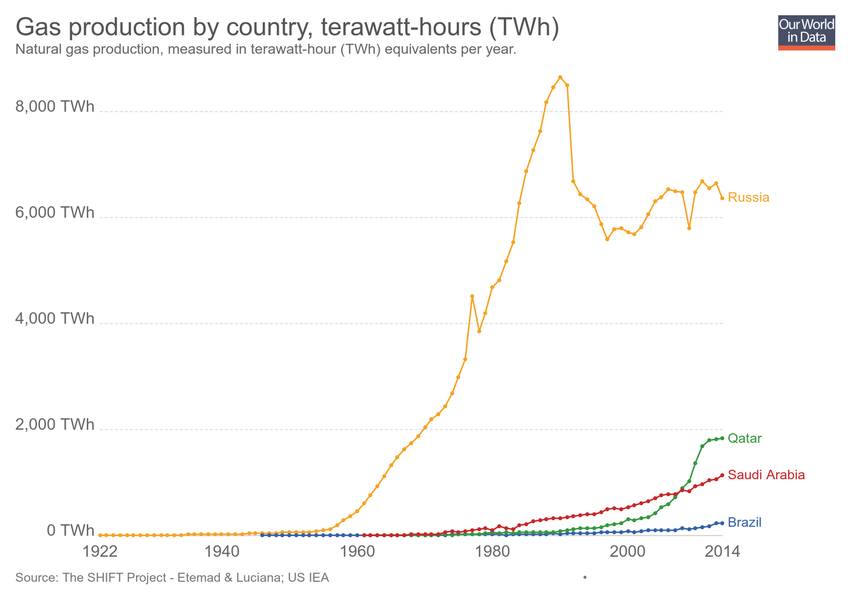 Gas production by country, terawatt-hours (TWh)
Natural gas production, measured in terawatt-hour (TWh) equivalents per year.
Our World
in Data
8,000 TWh
6,000 TWh
4,000 TWh
2,000 TWh
0 TWh
Russia
Qatar
Saudi Arabia
Brazil
1922
1940
1960
1980
2000
2014
Source: The SHIFT Project - Etemad & Luciana; US IEA